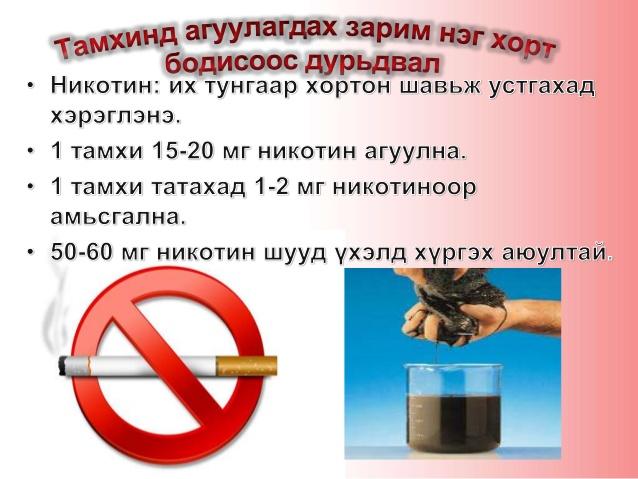 Тамхинд агуулагдах зарим нэг хорт
бодисоос дурьдвал
• Никотин: их тунгаар хортон шавьж устгахад
хэрэглэнэ.
• 1 тамхи 15-20 мг никотин агуулна.
• 1 тамхи татахад 1-2 мг никотиноор
амьсгална.
• 50-60 мг никотин шууд үхэлд хүргэх аюултай.